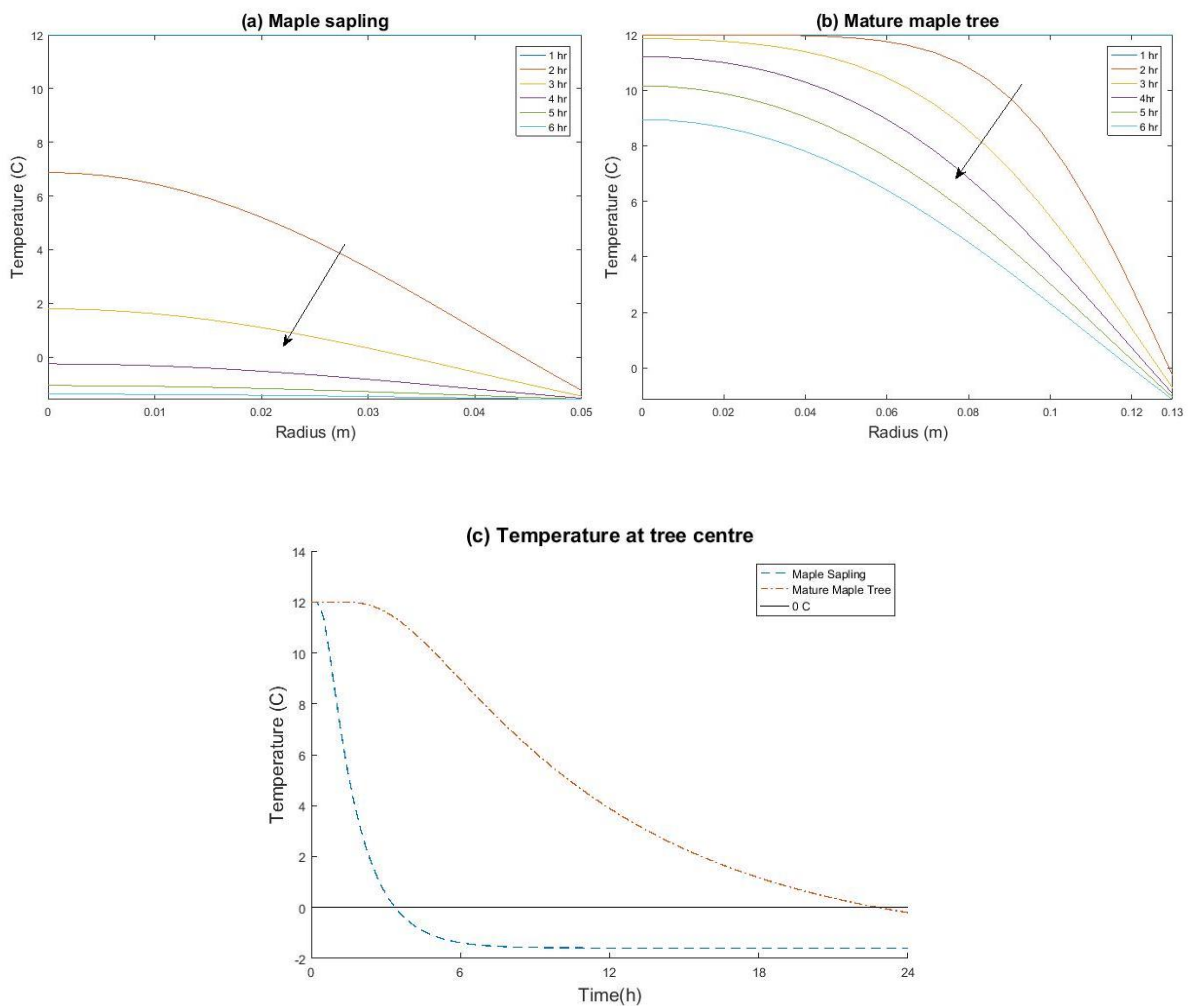 (a) Maple sapling
12
10
8
6
4
2
0
Temperature (C)
0 0.01 0.02 0.03 0.04 0.05
Radius (m)
1 hr
2 hr
3 hr
4 hr
5 hr
6 hr
(b) Mature maple tree
12
10
8
6
4
2
0
Temperature (C)
0 0.02 0.04 0.06 0.08 0.1 0.12 0.13
Radius (m)
1 hr
2 hr
3 hr
4hr
5 hr
6 hr
(c) Temperature at tree centre
14
12
10
8
6
4
2
0
-2
Temperature (C)
0 6 12 18 24
Time(h)
Maple Sapling
Mature Maple Tree
0 C